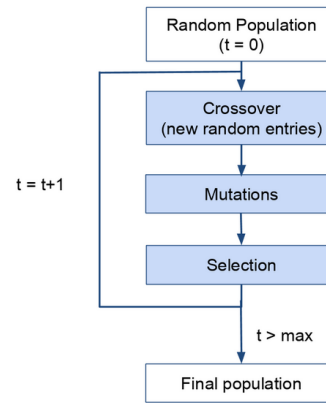 Random Population
(t = 0)
Crossover
(new random entries)
t = t+1
Mutations
Selection
t > max
Final population